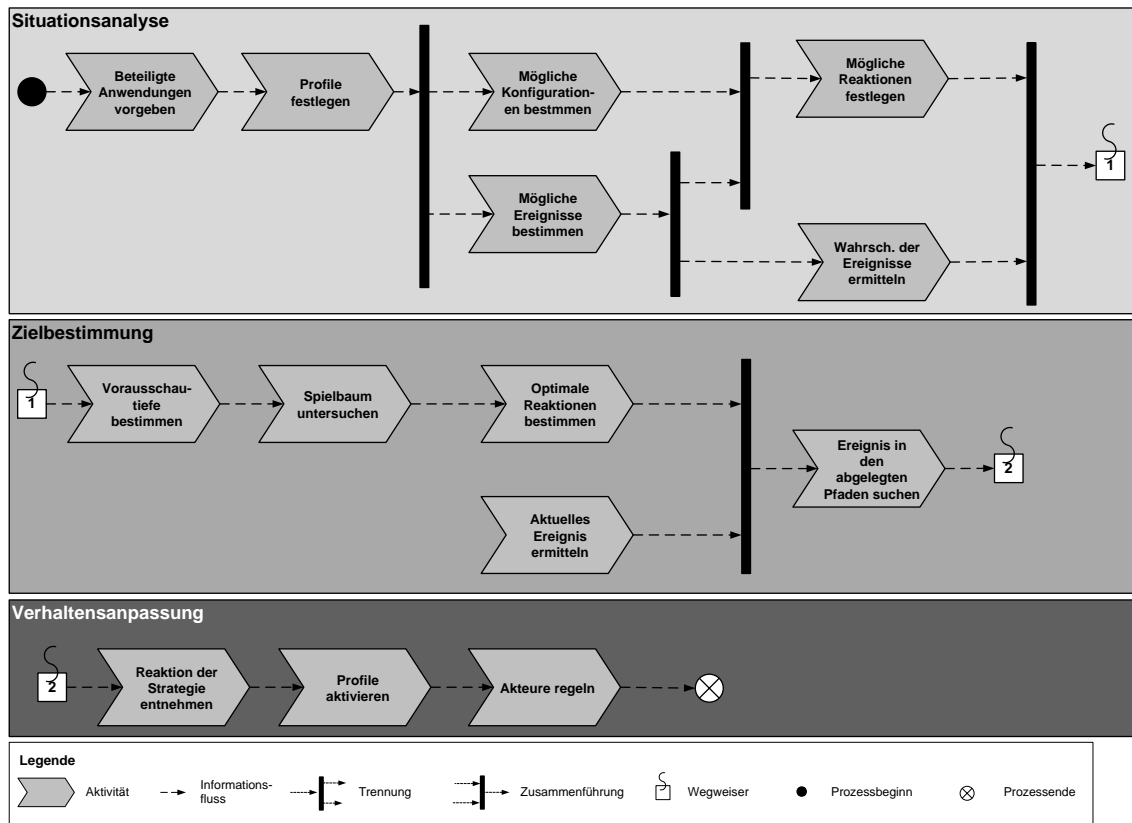 Situationsanalyse
Beteiligte
Anwendungen
vorgeben
Profile
festlegen
Mögliche
Konfiguration-
en bestmmen
Mögliche
Reaktionen
festlegen
1
Mögliche
Ereignisse
bestimmen
Wahrsch. der
Ereignisse
ermitteln
Zielbestimmung
1
Vorausschau-
tiefe
bestimmen
Spielbaum
untersuchen
Optimale
Reaktionen
bestimmen
Ereignis in
den
abgelegten
Pfaden suchen
2
Aktuelles
Ereignis
ermitteln
Verhaltensanpassung
2
Reaktion der
Strategie
entnehmen
Profile
aktivieren
Akteure regeln
Legende
Aktivität
Informations-
fluss
Trennung
Zusammenführung
Wegweiser
Prozessbeginn
Prozessende